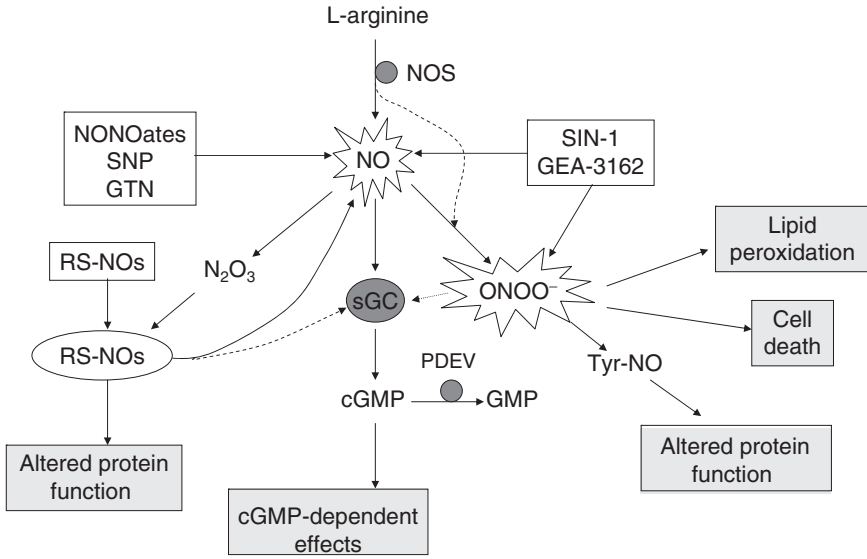 L-arginine
NOS
NONOates
SNP
GTN
NO
SIN-1
GEA-3162
RS-NOs
N₂O₃
sGC
ONOO⁻
Lipid
peroxidation
RS-NOs
Cell
death
PDEV
Tyr-NO
cGMP
GMP
Altered protein
function
Altered protein
function
cGMP-dependent
effects